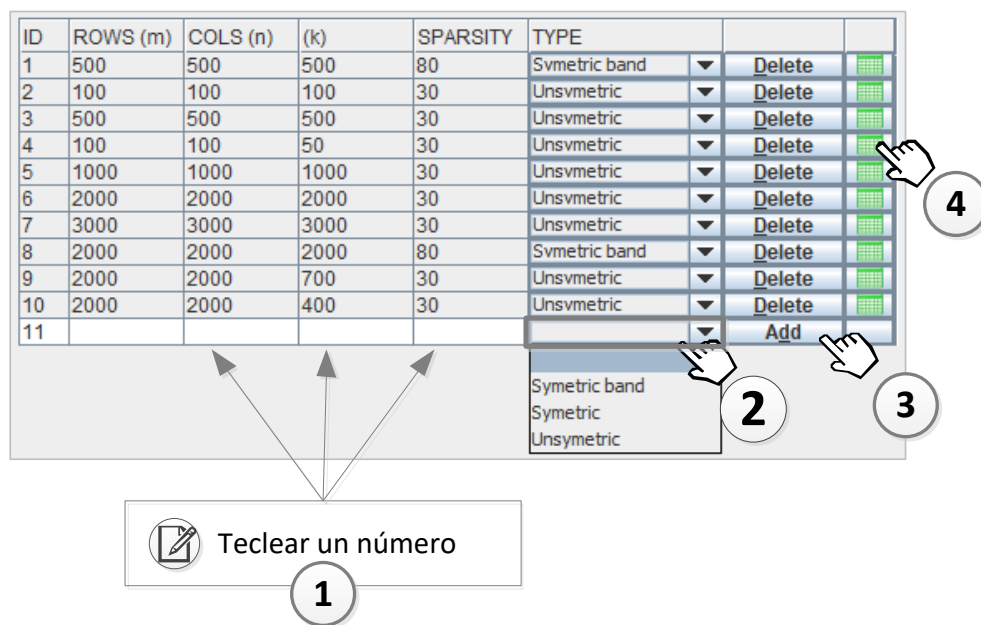 ID ROWS (m) COLS (n) (k) SPARSITY TYPE
1 500 500 500 80 Symetric band Delete
2 100 100 100 30 Unsymetric Delete
3 500 500 500 30 Unsymetric Delete
4 100 100 50 30 Unsymetric Delete
5 1000 1000 1000 30 Unsymetric Delete
6 2000 2000 2000 30 Unsymetric Delete
7 3000 3000 3000 30 Unsymetric Delete
8 2000 2000 2000 80 Symetric band Delete
9 2000 2000 700 30 Unsymetric Delete
10 2000 2000 400 30 Unsymetric Delete
11 Add
Symetric band
Symetric
Unsymetric
4
2
3
Teclear un número
1